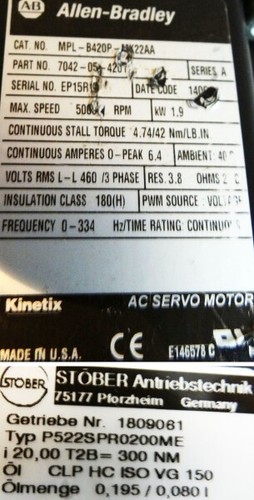 AB Allen-Bradley
CAT. NO. MPL-B420P- K22AA
PART NO. 7042-05- SERIES A
SERIAL NO. DATE CODE
MAX. SPEED RPM kW 1.9
CONTINUOUS STALL TORQUE 4.74/42 Nm/LB.IN
CONTINUOUS AMPERES 0-PEAK 6.4 AMBIENT:
VOLTS RMS L-L 460 /3 PHASE RES. 3.8 OHMS C
INSULATION CLASS 180(H) PWM SOURCE :
FREQUENCY 0-334 Hz/TIME RATING:
Kinetix AC SERVO MOTOR
MADE IN U.S.A. CE E146578
STÖBER STÖBER Antriebstechnik
75177 Pforzheim Germany
Getriebe Nr. 1809061
Typ P522SPR0200ME
i 20,00 T2B= 300 NM
Öl CLP HC ISO VG 150
Ölmenge 0,195 / 0,080 l